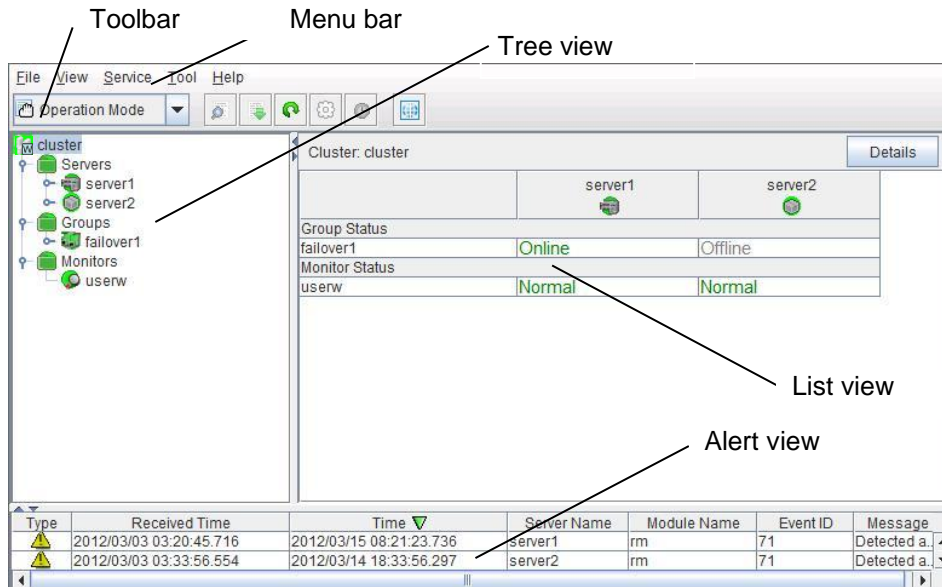 Toolbar Menu bar
Tree view
File View Service Tool Help
Operation Mode
cluster
Servers
server1
server2
Groups
failover1
Monitors
userw
Cluster: cluster Details
server1 server2
Group Status
failover1 Online Offline
Monitor Status
userw Normal Normal
List view
Alert view
Type Received Time Time Server Name Module Name Event ID Message
2012/03/03 03:20:45.716 2012/03/15 08:21:23.736 server1 rm 71 Detected a..
2012/03/03 03:33:56.554 2012/03/14 18:33:56.297 server2 rm 71 Detected a..